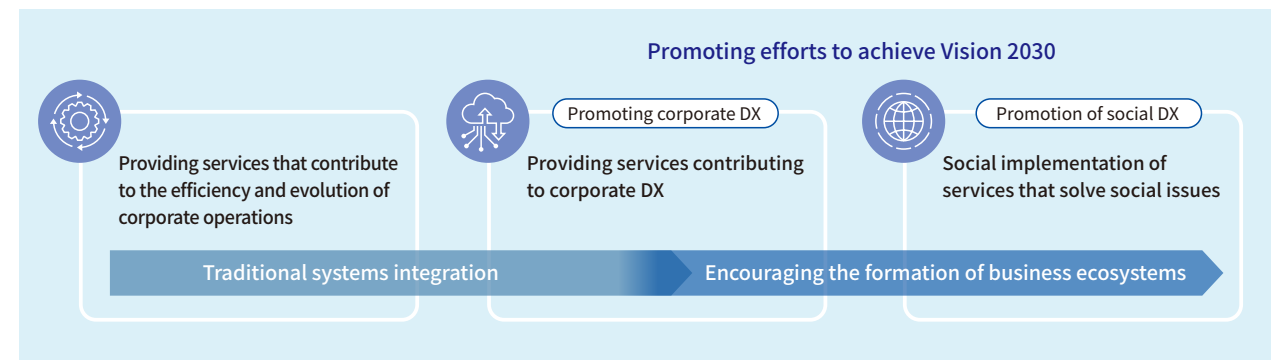 Promoting efforts to achieve Vision 2030
Providing services that contribute
to the efficiency and evolution of
corporate operations
Promoting corporate DX
Providing services contributing
to corporate DX
Promotion of social DX
Social implementation of
services that solve social issues
Traditional systems integration
Encouraging the formation of business ecosystems